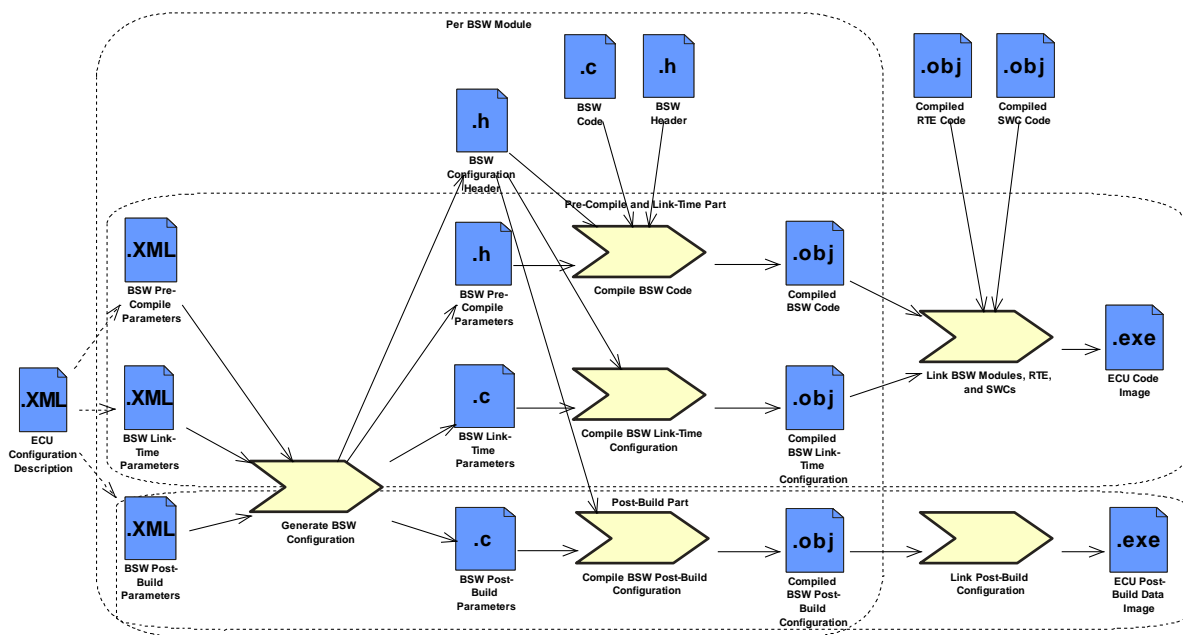 Per BSW Module
.c
BSW
Code
.h
BSW
Header
.obj
Compiled
RTE Code
.obj
Compiled
SWC Code
.h
BSW
Configuration
Header
Pre-Compile and Link-Time Part
.XML
BSW Pre-
Compile
Parameters
.h
BSW Pre-
Compile
Parameters
Compile BSW Code
.obj
Compiled
BSW Code
Link BSW Modules, RTE,
and SWCs
.exe
ECU Code
Image
.XML
ECU
Configuration
Description
.XML
BSW Link-
Time
Parameters
.c
BSW Link-
Time
Parameters
Compile BSW Link-Time
Configuration
.obj
Compiled
BSW Link-
Time
Configuration
Generate BSW
Configuration
Post-Build Part
.XML
BSW Post-
Build
Parameters
.c
BSW Post-
Build
Parameters
Compile BSW Post-Build
Configuration
.obj
Compiled
BSW Post-
Build
Configuration
Link Post-Build
Configuration
.exe
ECU Post-
Build Data
Image